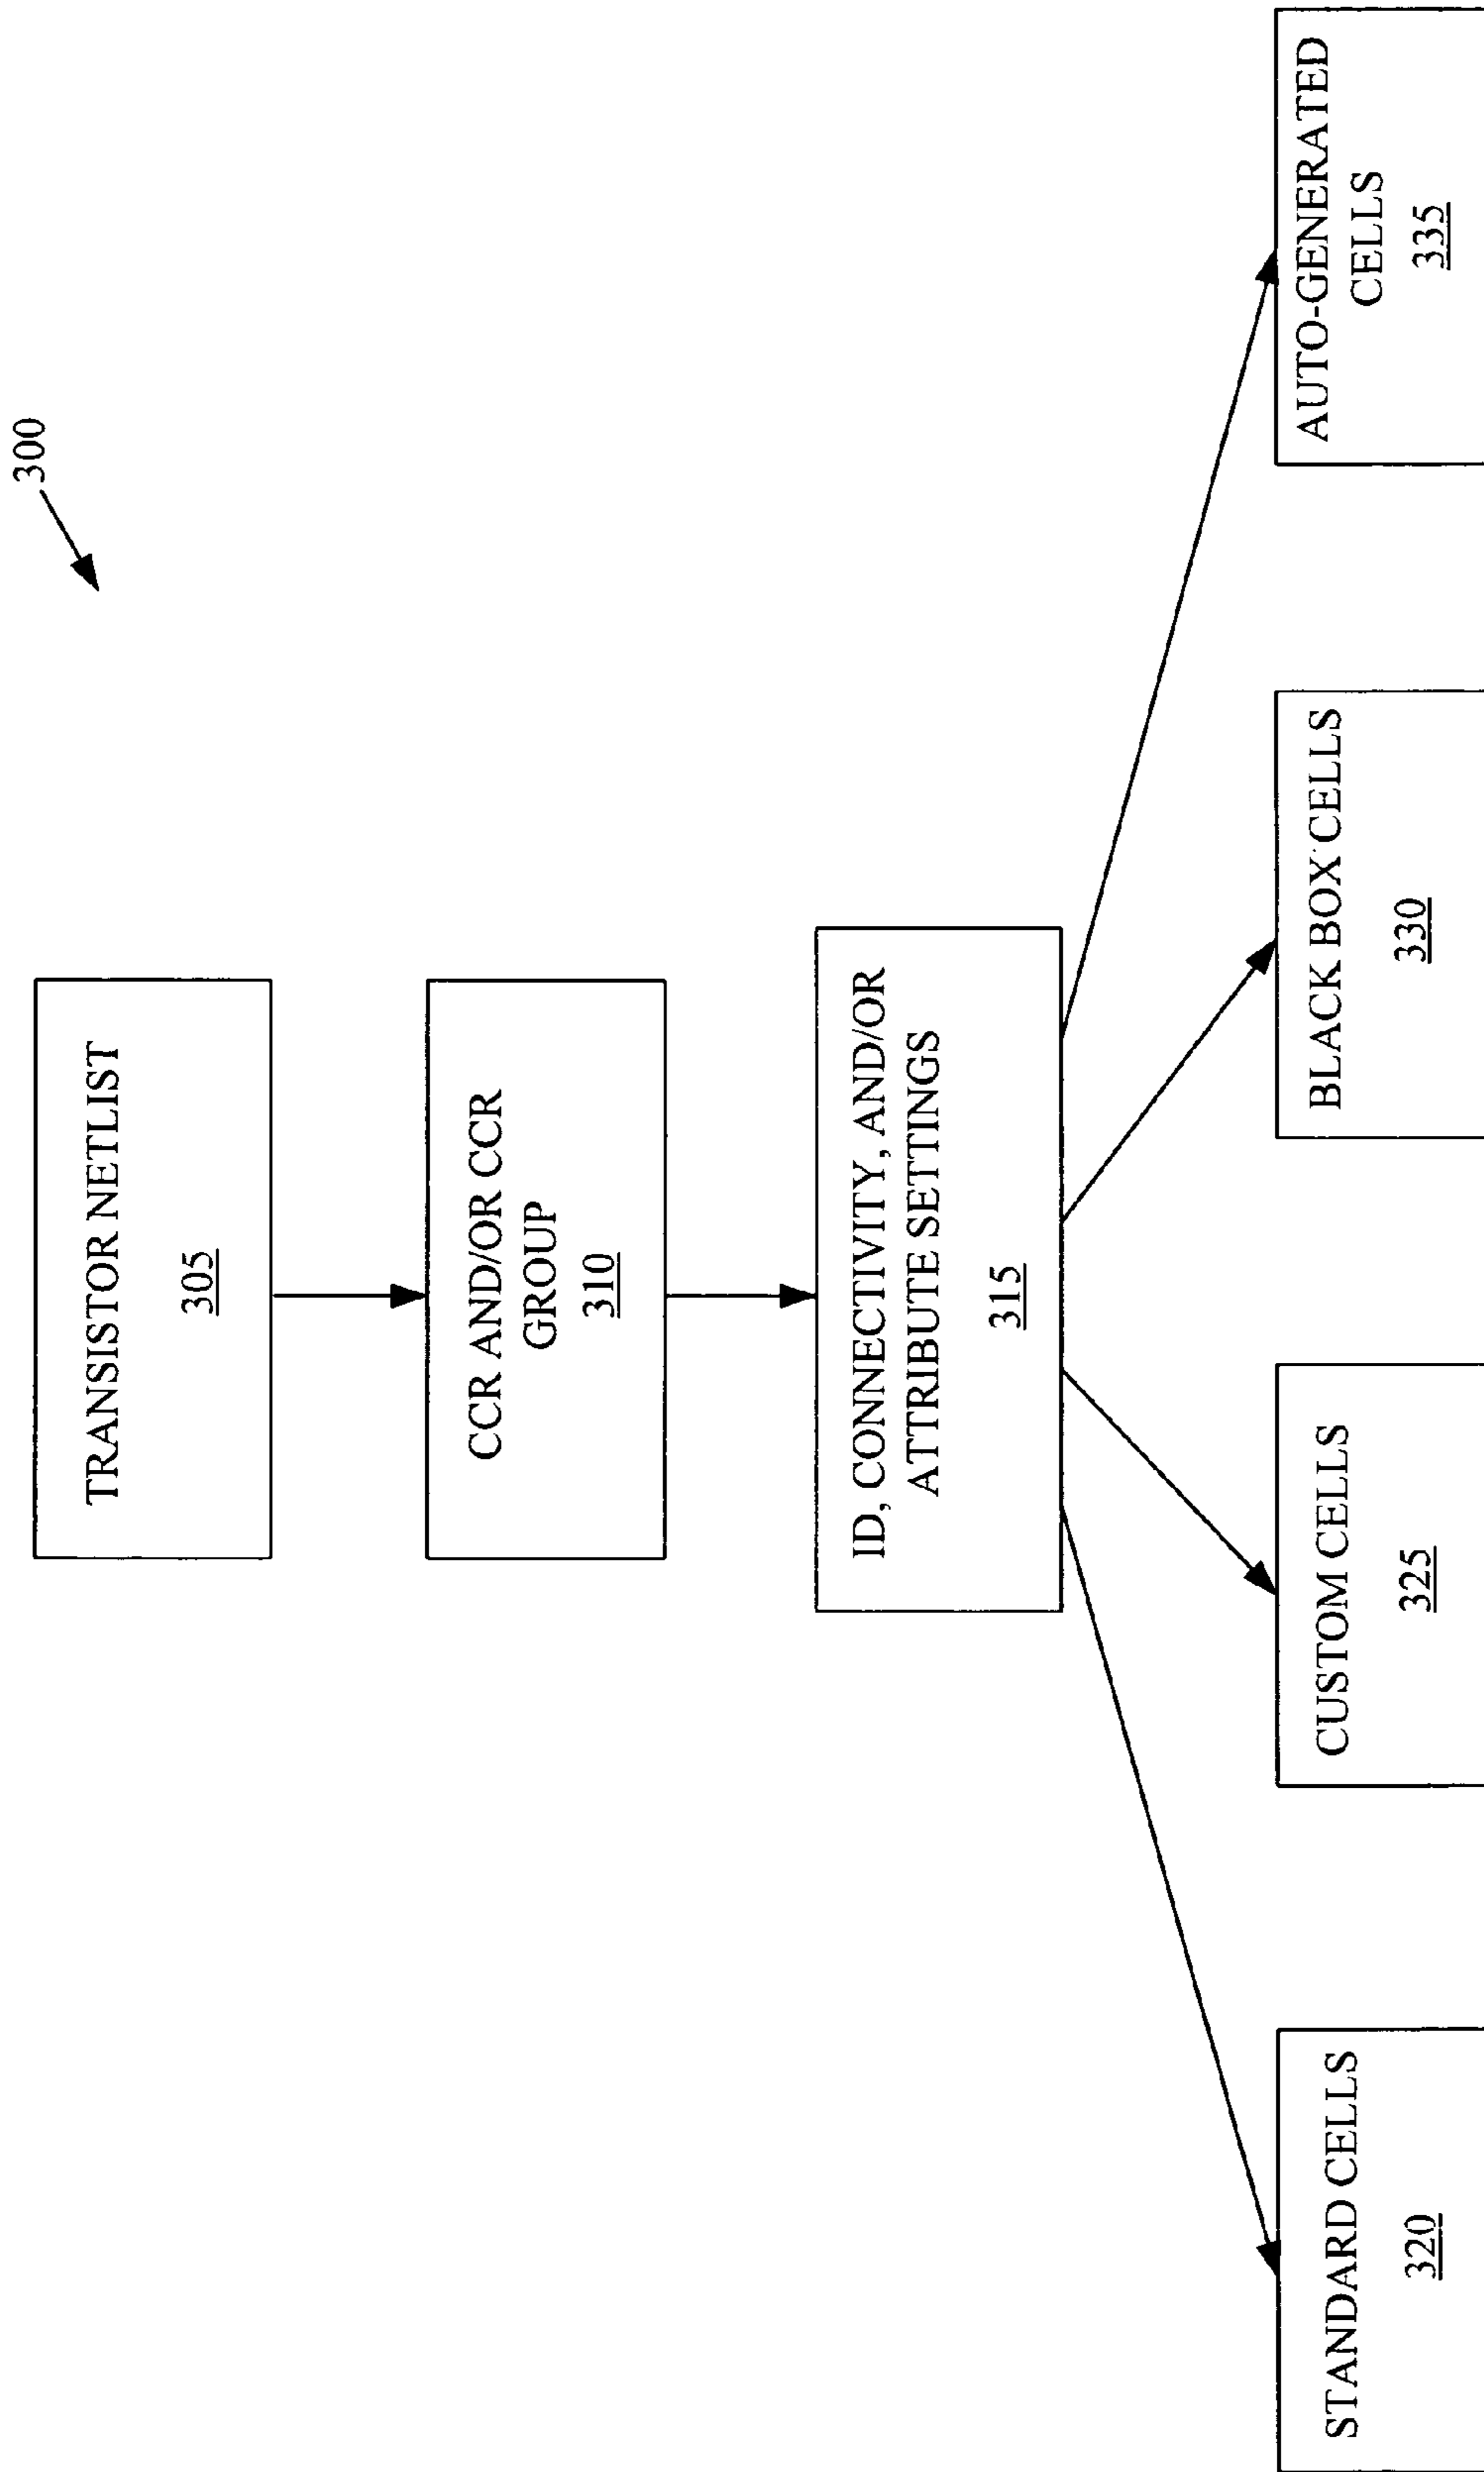 300
TRANSISTOR NETLIST
305
CCR AND/OR CCR
GROUP
310
ID, CONNECTIVITY, AND/OR
ATTRIBUTE SETTINGS
315
STANDARD CELLS
320
CUSTOM CELLS
325
BLACK BOX CELLS
330
AUTO-GENERATED
CELLS
335